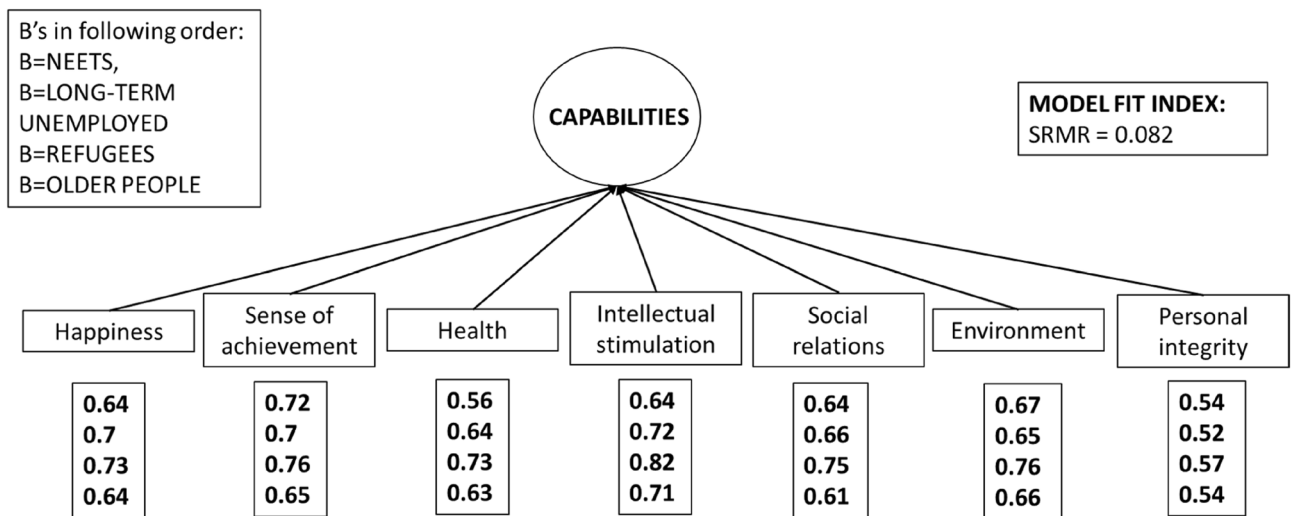 B's in following order:
B=NEETS,
B=LONG-TERM
UNEMPLOYED
B=REFUGEES
B=OLDER PEOPLE
CAPABILITIES
MODEL FIT INDEX:
SRMR = 0.082
Happiness
Sense of
achievement
Health
Intellectual
stimulation
Social
relations
Environment
Personal
integrity
0.64
0.7
0.73
0.64
0.72
0.7
0.76
0.65
0.56
0.64
0.73
0.63
0.64
0.72
0.82
0.71
0.64
0.66
0.75
0.61
0.67
0.65
0.76
0.66
0.54
0.52
0.57
0.54